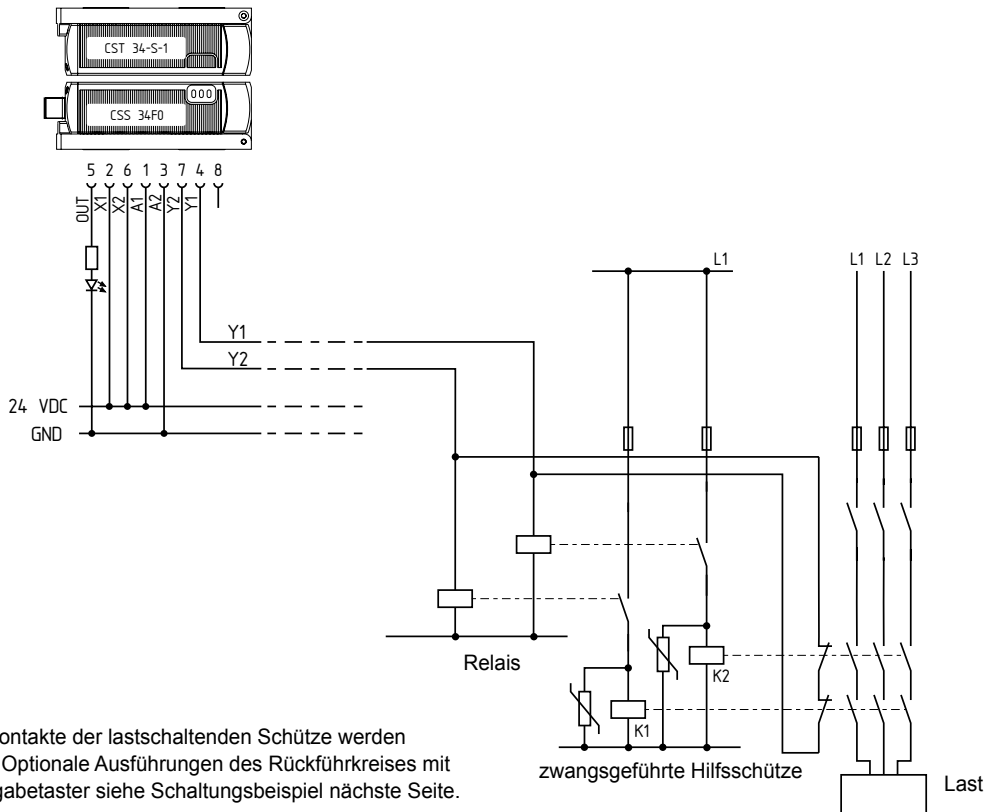 CST 34-S-1
CSS 34F0
5 2 6 1 3 7 4 8
OUT
X1
X2
A1
A2
Y2
Y1
L1
L1 L2 L3
Y1
Y2
24 VDC
GND
Relais
K2
K1
zwangsgeführte Hilfsschütze
Last
ontakte der lastschaltenden Schütze werden
Optionale Ausführungen des Rückführkreises mit
gabetaster siehe Schaltungsbeispiel nächste Seite.